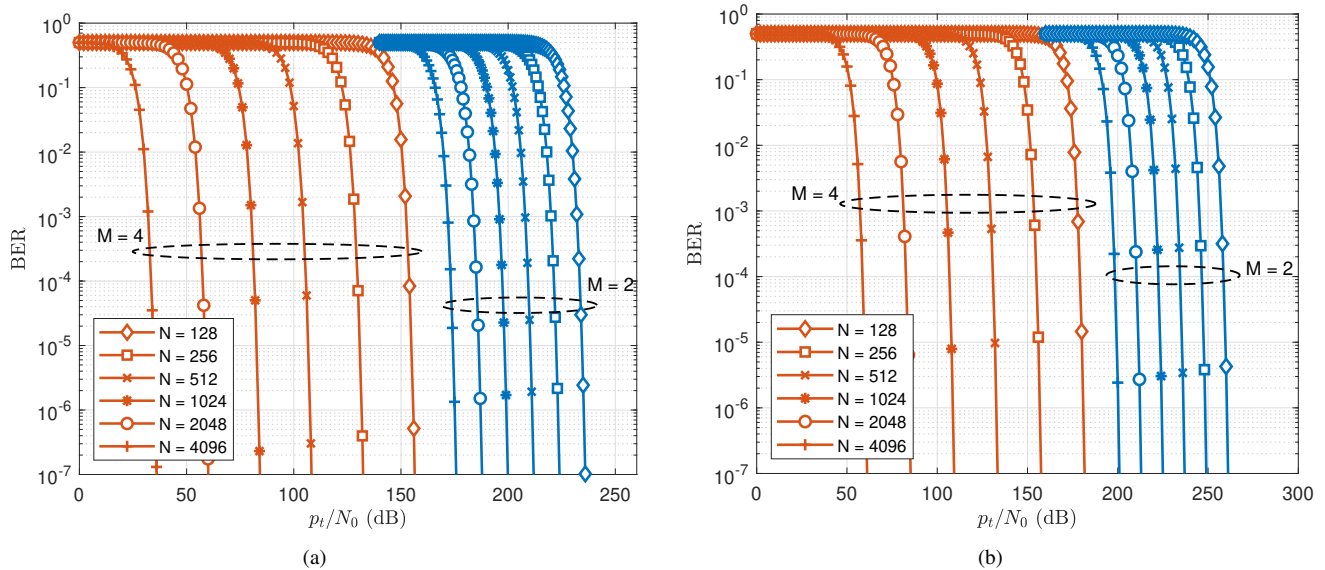 10^0
10^-1
10^-2
10^-3
10^-4
10^-5
10^-6
10^-7
BER
M = 4
M = 2
N = 128
N = 256
N = 512
N = 1024
N = 2048
N = 4096
0 50 100 150 200 250
p_t/N_0 (dB)
(a)
10^0
10^-1
10^-2
10^-3
10^-4
10^-5
10^-6
10^-7
BER
M = 4
M = 2
N = 128
N = 256
N = 512
N = 1024
N = 2048
N = 4096
0 50 100 150 200 250 300
p_t/N_0 (dB)
(b)